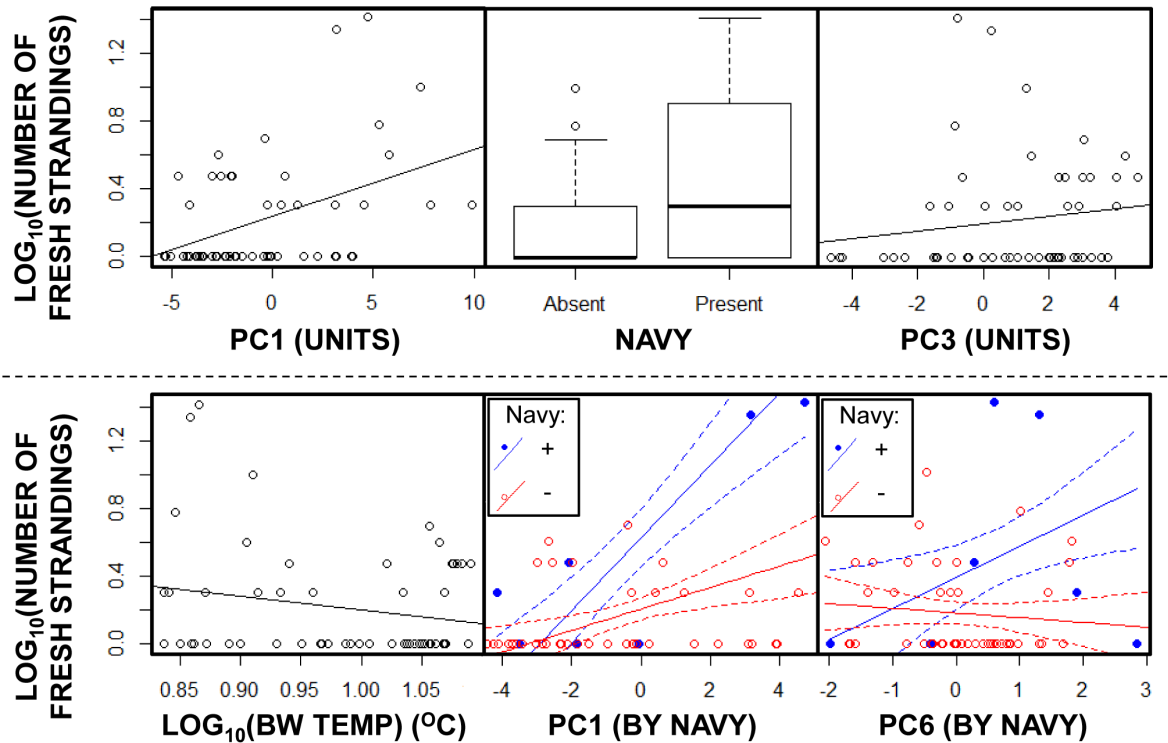 LOG10(NUMBER OF
FRESH STRANDINGS)
0.0 0.4 0.8 1.2
-5 0 5 10
PC1 (UNITS)
Absent Present
NAVY
-4 -2 0 2 4
PC3 (UNITS)
LOG10(NUMBER OF
FRESH STRANDINGS)
0.0 0.4 0.8 1.2
0.85 0.90 0.95 1.00 1.05
LOG10(BW TEMP) (OC)
Navy:
+
-
-4 -2 0 2 4
PC1 (BY NAVY)
Navy:
+
-
-2 -1 0 1 2 3
PC6 (BY NAVY)